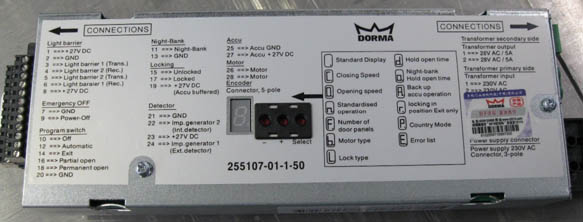 CONNECTIONS
Light barrier
1 ===> +27V DC
2 ===> GND
3 ===> Light barrier 1 (Trans.)
4 ===> Light barrier 1 (Rec.)
5 ===> Light barrier 2 (Trans.)
6 ===> Light barrier 2 (Rec.)
===> +27V DC
Emergency OFF
7 ===> GND
9 ===> Power-Off
Program switch
10 ===> Off
12 ===> Automatic
14 ===> Exit
16 ===> Partial open
18 ===> Permanent open
20 ===> GND
Night-Bank
11 ===> Night-Bank
13 ===> GND
Locking
15 ===> Unlocked
17 ===> Locked
19 ===> +27V DC
(Accu buffered)
Detector
21 ===> GND
22 ===> Imp.generator 2
(Int.detector)
23 ===> +27V DC
24 ===> Imp.generator 1
(Ext.detector)
Accu
25 ===> Accu GND
27 ===> Accu +27V DC
Motor
26 ===> Motor
28 ===> Motor
Encoder
Connector, 5-pole
- + Select
255107-01-1-50
DORMA
Standard Display
Closing Speed
Opening speed
Standardised
operation
Number of
door panels
Motor type
Lock type
Hold open time
Night-bank
Hold open time
Back up
accu operation
locking in
position Exit only
Country Mode
Error list
CONNECTIONS
Transformer secondary side
Transformer output
1 ===> 28V AC / 5A
2 ===> 28V AC / 5A
Transformer primary side
Transformer input
1 ===> 230V AC
DORMA
Power supply connector
Power supply 230V AC
Connector, 3-pole